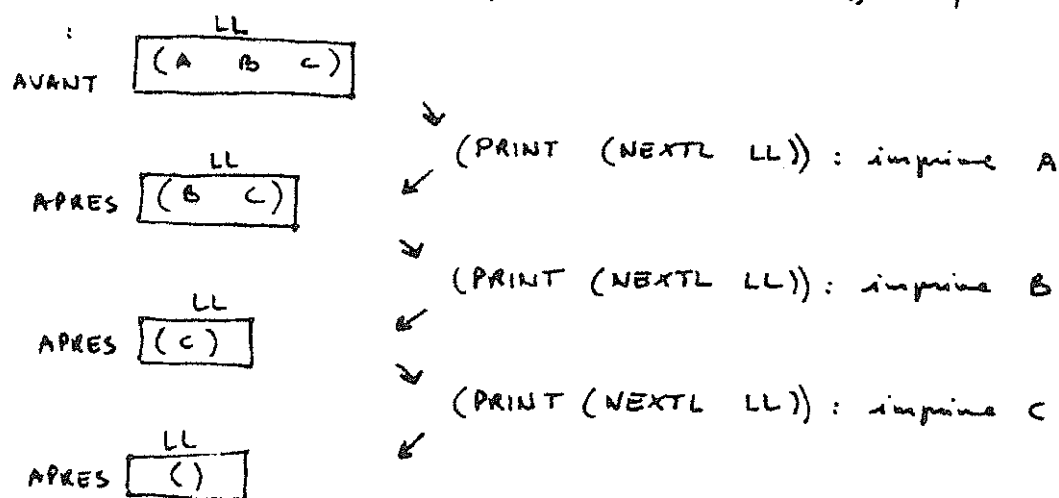 :
LL
AVANT (A B C)
(PRINT (NEXTL LL)) : imprime A
LL
APRES (B C)
(PRINT (NEXTL LL)) : imprime B
LL
APRES (C)
(PRINT (NEXTL LL)) : imprime C
LL
APRES ()